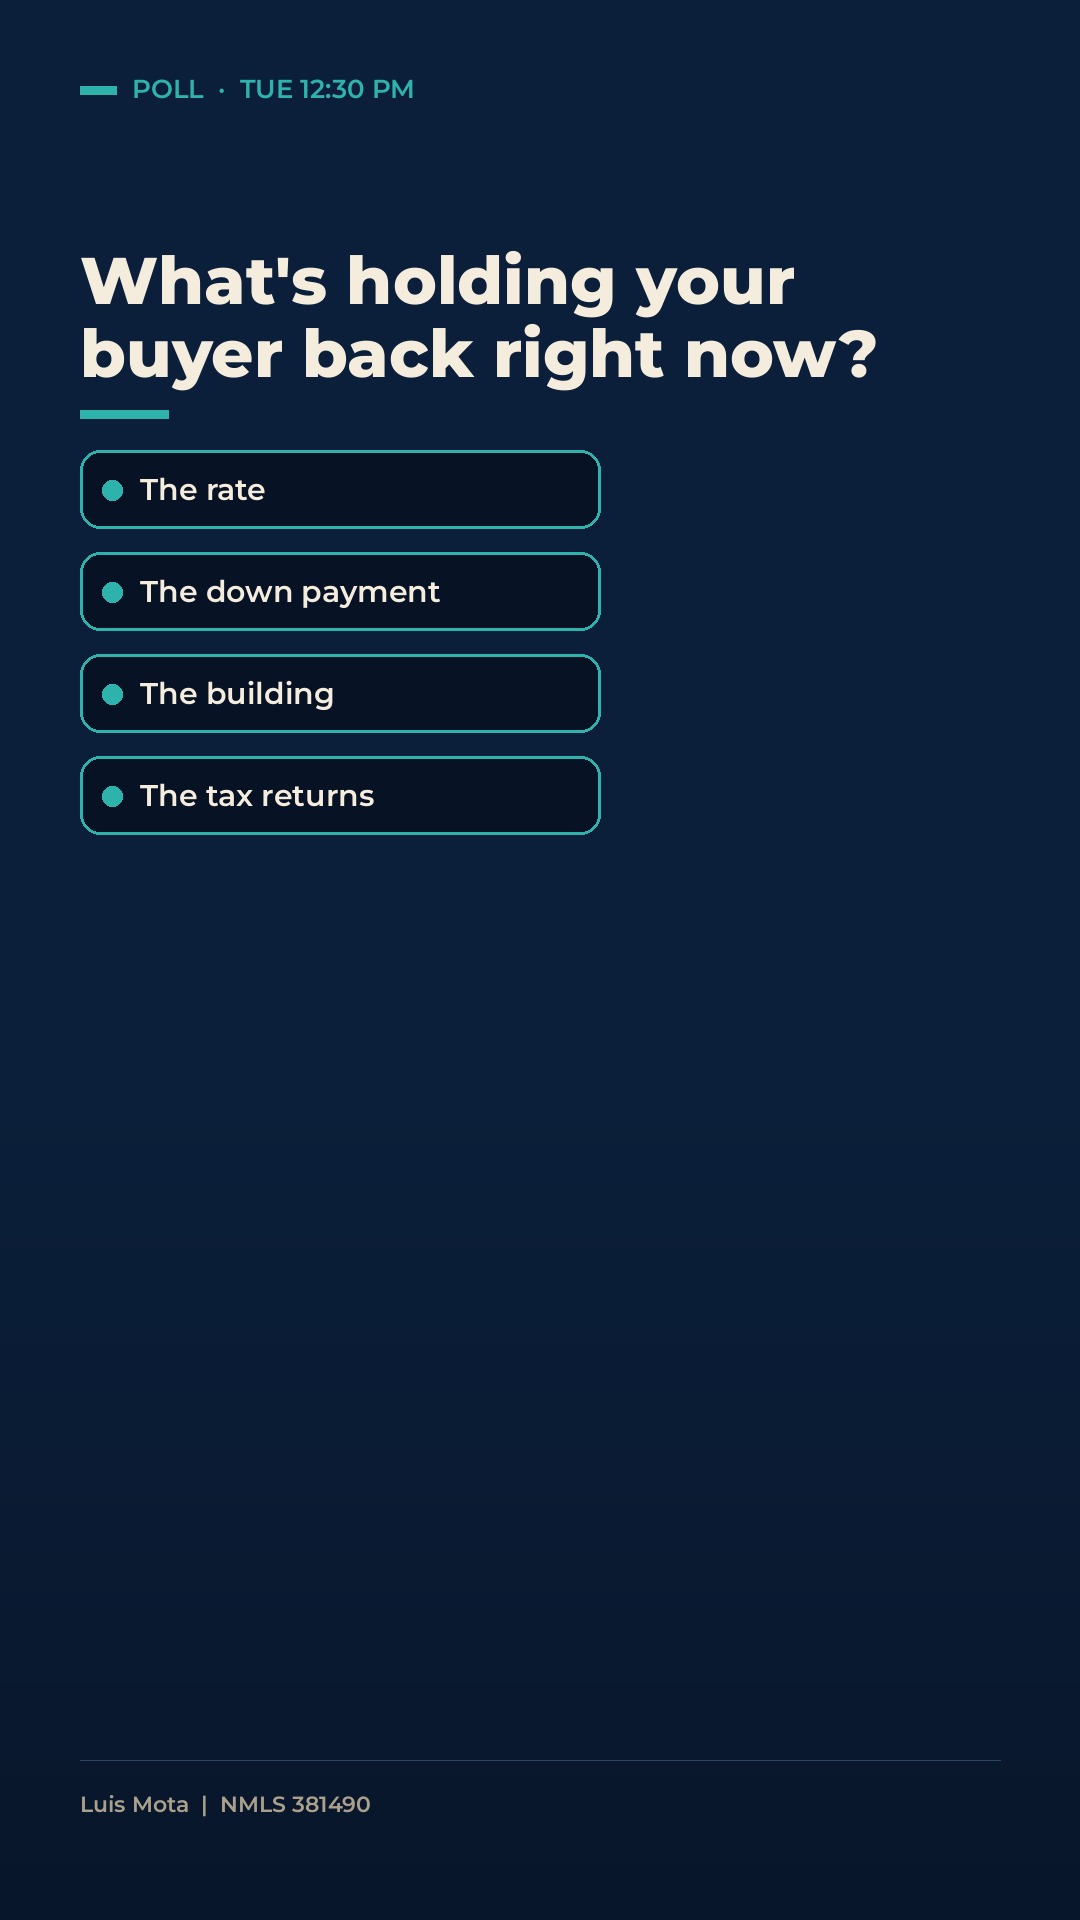 POLL · TUE 12:30 PM
What's holding your
buyer back right now?
The rate
The down payment
The building
The tax returns
Luis Mota | NMLS 381490